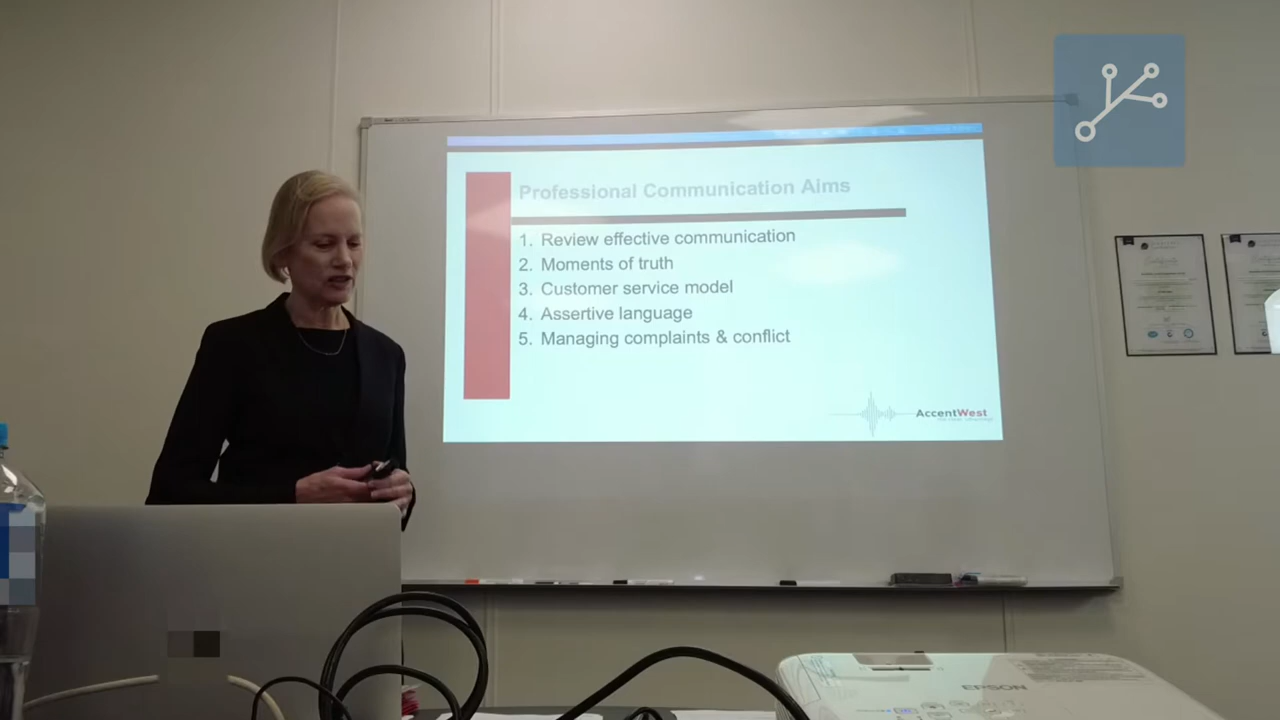 Professional Communication Aims
1. Review effective communication
2. Moments of truth
3. Customer service model
4. Assertive language
5. Managing complaints & conflict
AccentWest
EPSON